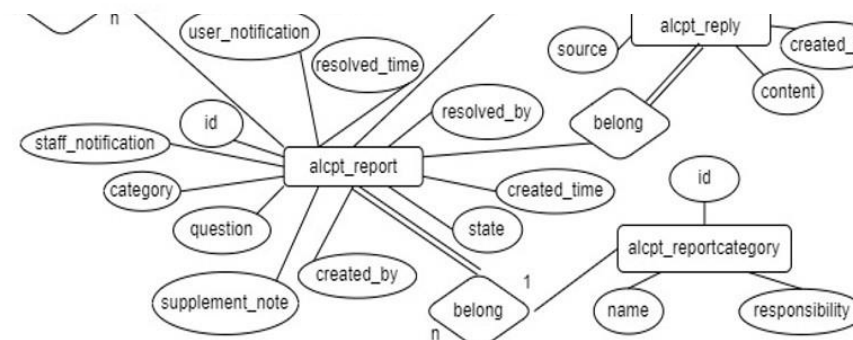 n
user_notification
alcpt_reply
source
created_
resolved_time
content
resolved_by
id
belong
staff_notification
alcpt_report
id
category
created_time
question
state
alcpt_reportcategory
created_by
1
supplement_note
belong
name
responsibility
n